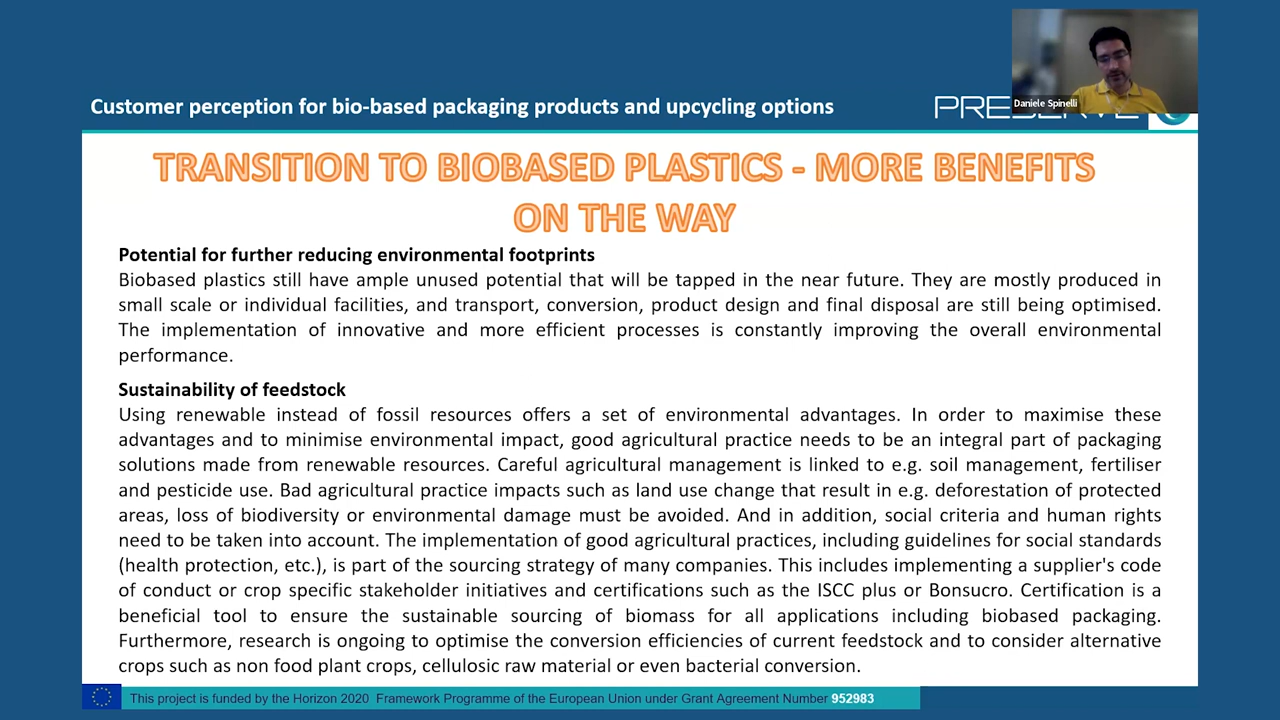 Customer perception for bio-based packaging products and upcycling options
PRESERVE
Daniele Spinelli
TRANSITION TO BIOBASED PLASTICS - MORE BENEFITS
ON THE WAY
Potential for further reducing environmental footprints
Biobased plastics still have ample unused potential that will be tapped in the near future. They are mostly produced in
small scale or individual facilities, and transport, conversion, product design and final disposal are still being optimised.
The implementation of innovative and more efficient processes is constantly improving the overall environmental
performance.
Sustainability of feedstock
Using renewable instead of fossil resources offers a set of environmental advantages. In order to maximise these
advantages and to minimise environmental impact, good agricultural practice needs to be an integral part of packaging
solutions made from renewable resources. Careful agricultural management is linked to e.g. soil management, fertiliser
and pesticide use. Bad agricultural practice impacts such as land use change that result in e.g. deforestation of protected
areas, loss of biodiversity or environmental damage must be avoided. And in addition, social criteria and human rights
need to be taken into account. The implementation of good agricultural practices, including guidelines for social standards
(health protection, etc.), is part of the sourcing strategy of many companies. This includes implementing a supplier's code
of conduct or crop specific stakeholder initiatives and certifications such as the ISCC plus or Bonsucro. Certification is a
beneficial tool to ensure the sustainable sourcing of biomass for all applications including biobased packaging.
Furthermore, research is ongoing to optimise the conversion efficiencies of current feedstock and to consider alternative
crops such as non food plant crops, cellulosic raw material or even bacterial conversion.
This project is funded by the Horizon 2020 Framework Programme of the European Union under Grant Agreement Number 952983